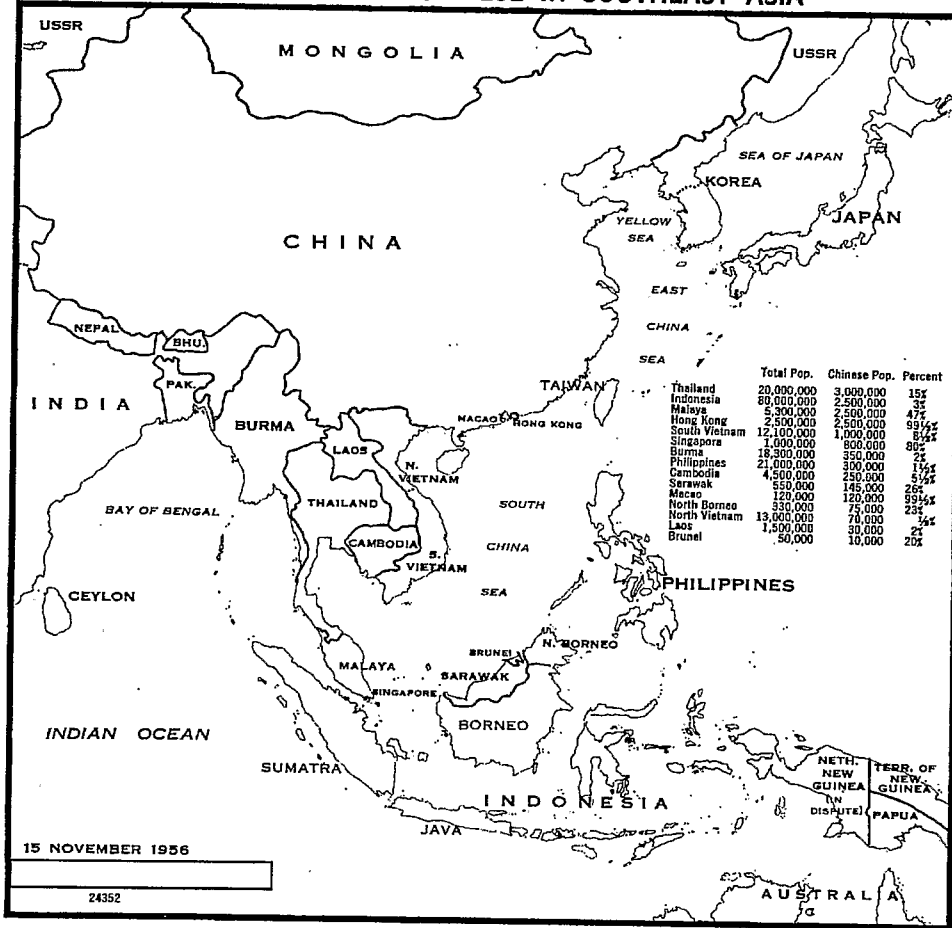 IN SOUTHEAST ASIA
USSR
MONGOLIA
USSR
SEA OF JAPAN
KOREA
JAPAN
YELLOW
SEA
CHINA
EAST
CHINA
SEA
NEPAL
BHU.
PAK.
INDIA
BURMA
TAIWAN
MACAO
HONG KONG
LAOS
N.
VIETNAM
THAILAND
BAY OF BENGAL
CAMBODIA
S.
VIETNAM
SOUTH
CHINA
SEA
Total Pop. Chinese Pop. Percent
Thailand 20,000,000 3,000,000 15%
Indonesia 80,000,000 2,500,000 3%
Malaya 5,300,000 2,500,000 47%
Hong Kong 2,500,000 2,500,000 99½%
South Vietnam 12,100,000 1,000,000 8½%
Singapore 1,000,000 800,000 80%
Burma 18,300,000 350,000 2%
Philippines 21,000,000 300,000 1½%
Cambodia 4,500,000 250,000 5½%
Sarawak 550,000 145,000 26%
Macao 120,000 120,000 99½%
North Borneo 330,000 75,000 23%
North Vietnam 13,000,000 70,000 ½%
Laos 1,500,000 30,000 2%
Brunei 50,000 10,000 20%
CEYLON
PHILIPPINES
BRUNEI
N. BORNEO
MALAYA
SARAWAK
SINGAPORE
BORNEO
INDIAN OCEAN
SUMATRA
INDONESIA
JAVA
NETH.
NEW
GUINEA
(IN
DISPUTE)
TERR. OF
NEW
GUINEA
PAPUA
15 NOVEMBER 1956
24352
AUSTRALIA